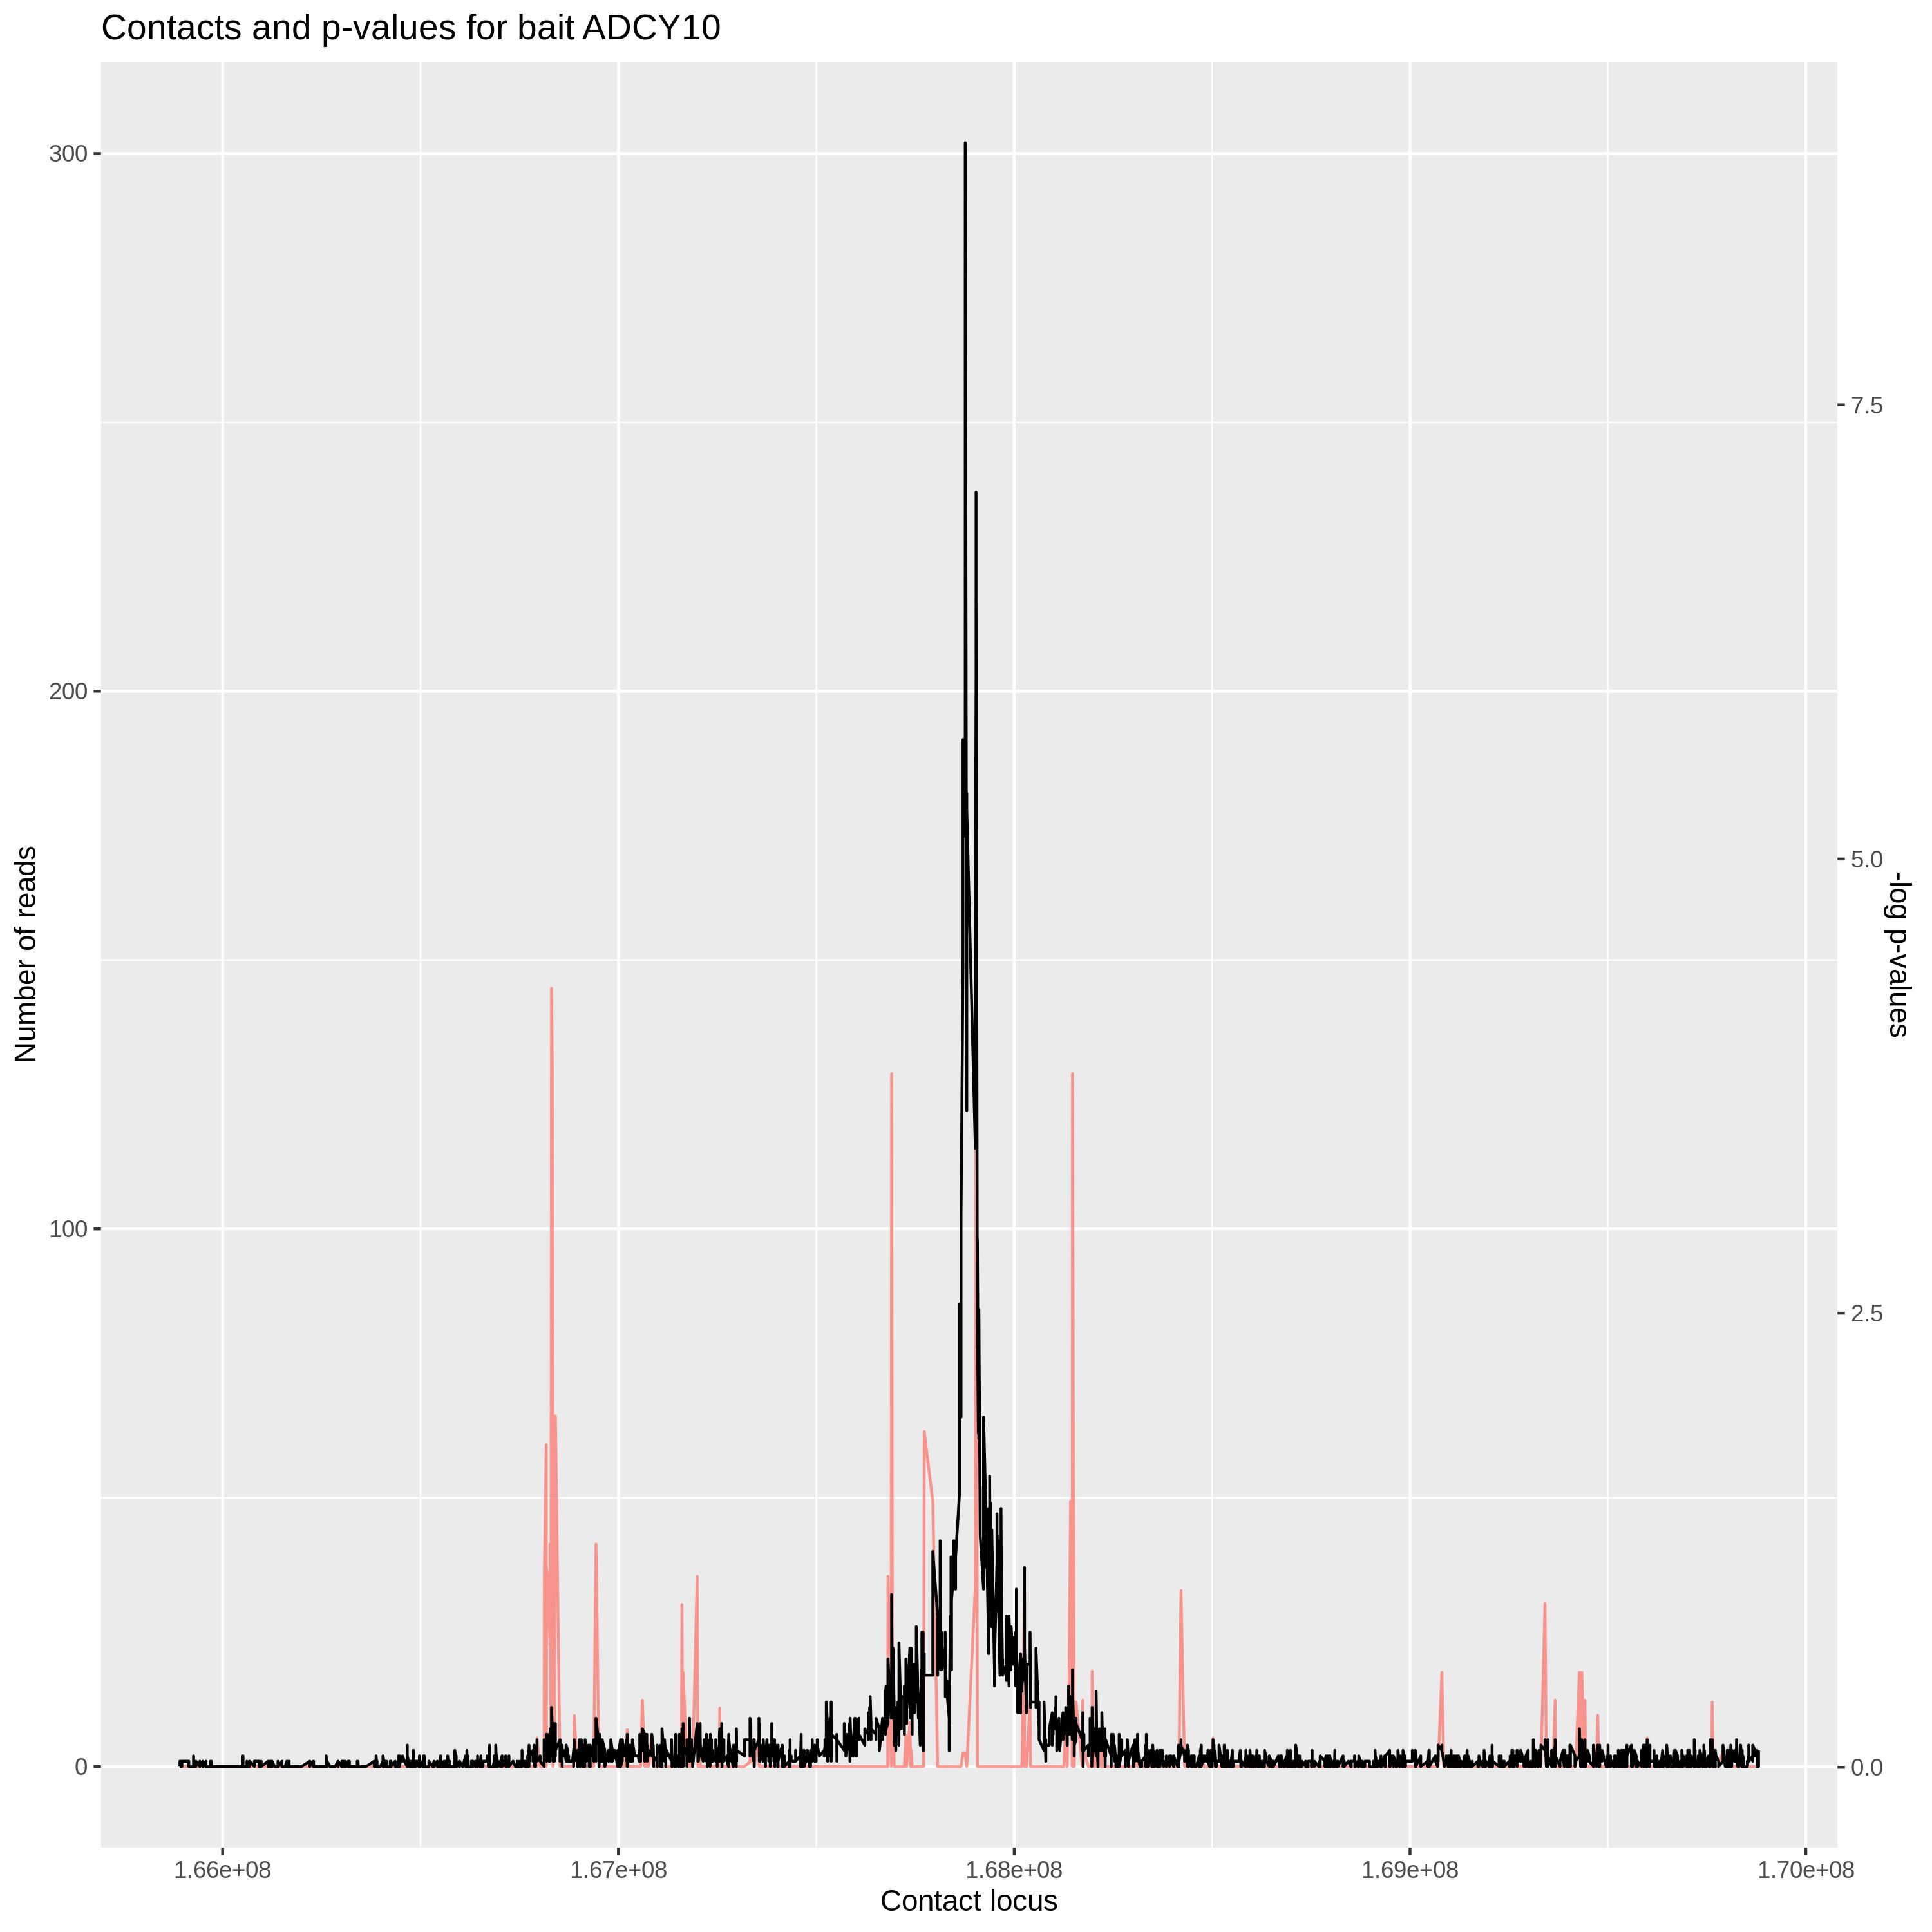 Contacts and p-values for bait ADCY10
300
200
100
0
7.5
5.0
2.5
0.0
Number of reads
-log p-values
1.66e+08
1.67e+08
1.68e+08
1.69e+08
1.70e+08
Contact locus